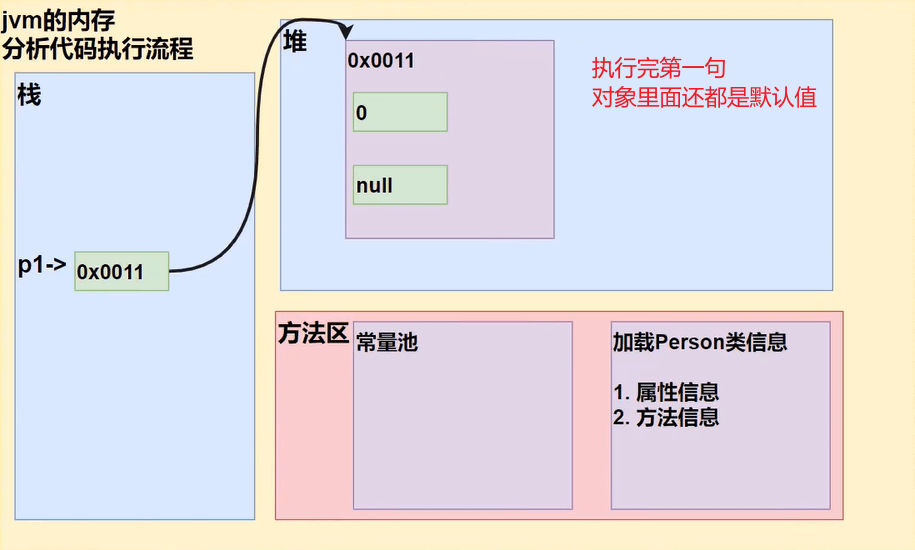 jvm的内存
分析代码执行流程
栈
p1->
0x0011
堆
0x0011
0
null
执行完第一句
对象里面还都是默认值
方法区
常量池
加载Person类信息
1. 属性信息
2. 方法信息